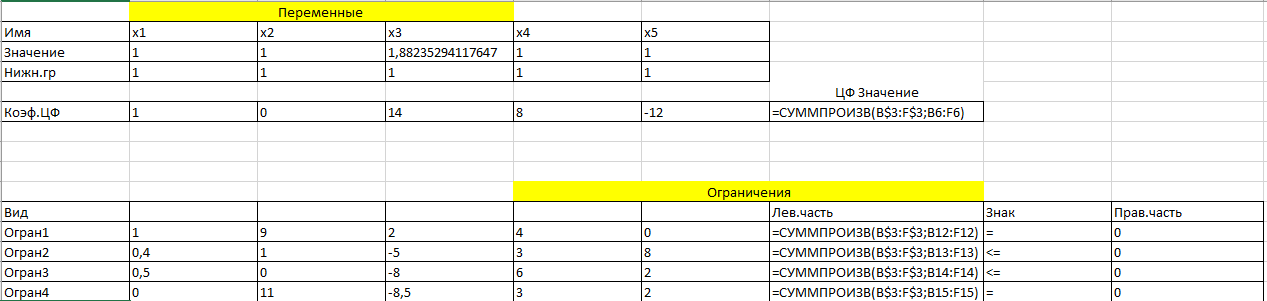 Переменные
Имя x1 x2 x3 x4 x5
Значение 1 1 1,88235294117647 1 1
Нижн.гр 1 1 1 1 1
ЦФ Значение
Коэф.ЦФ 1 0 14 8 -12 =СУММПРОИЗВ(B$3:F$3;B6:F6)
Ограничения
Вид Лев.часть Знак Прав.часть
Огран1 1 9 2 4 0 =СУММПРОИЗВ(B$3:F$3;B12:F12) = 0
Огран2 0,4 1 -5 3 8 =СУММПРОИЗВ(B$3:F$3;B13:F13) <= 0
Огран3 0,5 0 -8 6 2 =СУММПРОИЗВ(B$3:F$3;B14:F14) <= 0
Огран4 0 11 -8,5 3 2 =СУММПРОИЗВ(B$3:F$3;B15:F15) = 0